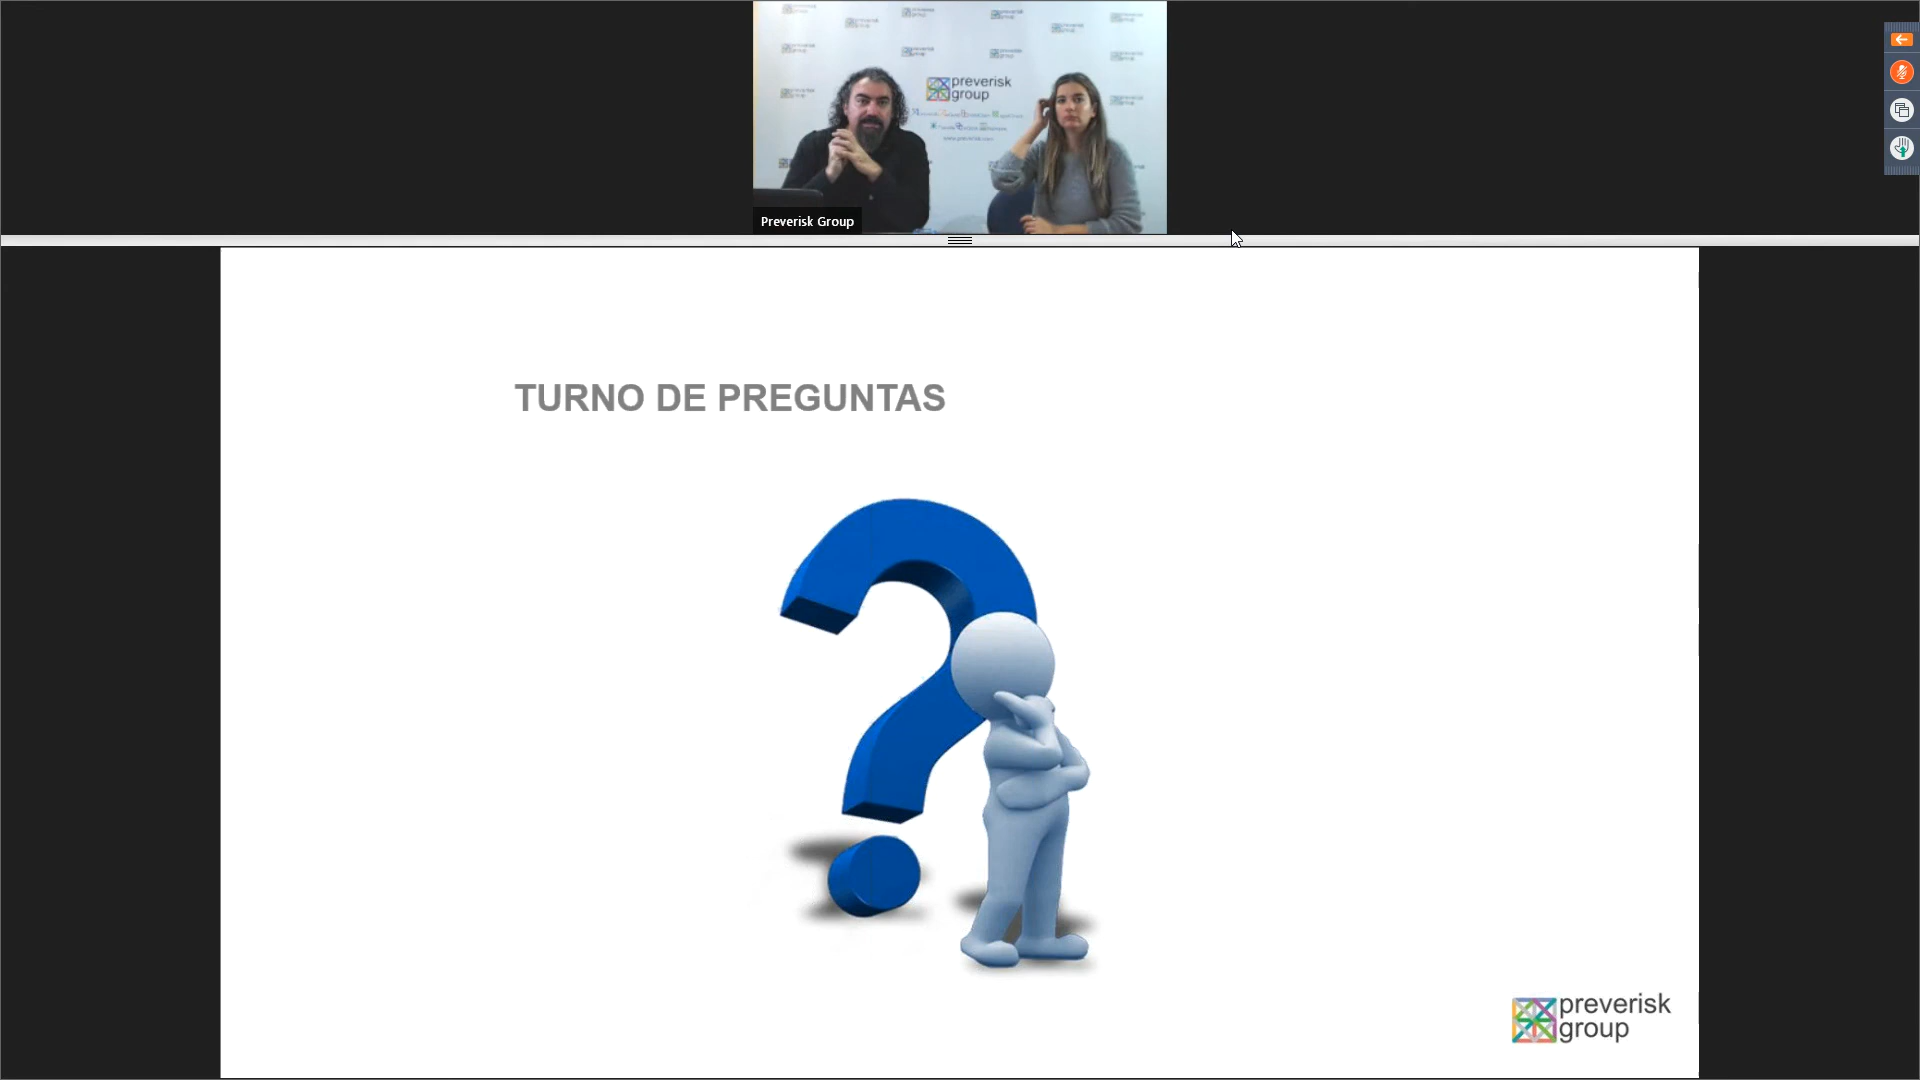 preverisk
group
Preverisk Group
TURNO DE PREGUNTAS
preverisk
group